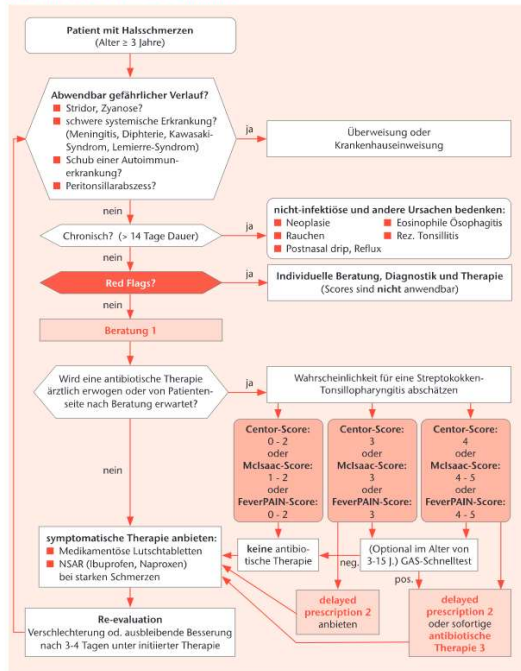 Patient mit Halsschmerzen
(Alter ≥ 3 Jahre)
Abwendbar gefährlicher Verlauf?
■ Stridor, Zyanose?
■ schwere systemische Erkrankung?
(Meningitis, Diphterie, Kawasaki-
Syndrom, Lemierre-Syndrom)
■ Schub einer Autoimmun-
erkrankung?
■ Peritonsillarabszess?
ja
Überweisung oder
Krankenhauseinweisung
nein
Chronisch? (> 14 Tage Dauer)
ja
nicht-infektiöse und andere Ursachen bedenken:
■ Neoplasie
■ Eosinophile Ösophagitis
■ Rauchen
■ Rez. Tonsillitis
■ Postnasal drip, Reflux
nein
Red Flags?
ja
Individuelle Beratung, Diagnostik und Therapie
(Scores sind nicht anwendbar)
nein
Beratung 1
Wird eine antibiotische Therapie
ärztlich erwogen oder von Patienten-
seite nach Beratung erwartet?
ja
Wahrscheinlichkeit für eine Streptokokken-
Tonsillopharyngitis abschätzen
Centor-Score:
0 - 2
oder
McIsaac-Score:
1 - 2
oder
FeverPAIN-Score:
0 - 2
Centor-Score:
3
oder
McIsaac-Score:
3
oder
FeverPAIN-Score:
3
Centor-Score:
4
oder
McIsaac-Score:
4 - 5
oder
FeverPAIN-Score:
4 - 5
nein
symptomatische Therapie anbieten:
■ Medikamentöse Lutschtabletten
■ NSAR (Ibuprofen, Naproxen)
bei starken Schmerzen
keine antibio-
tische Therapie
neg.
(Optional im Alter von
3-15 J.) GAS-Schnelltest
pos.
delayed
prescription 2
anbieten
delayed
prescription 2
oder sofortige
antibiotische
Therapie 3
Re-evaluation
Verschlechterung od. ausbleibende Besserung
nach 3-4 Tagen unter initiierter Therapie